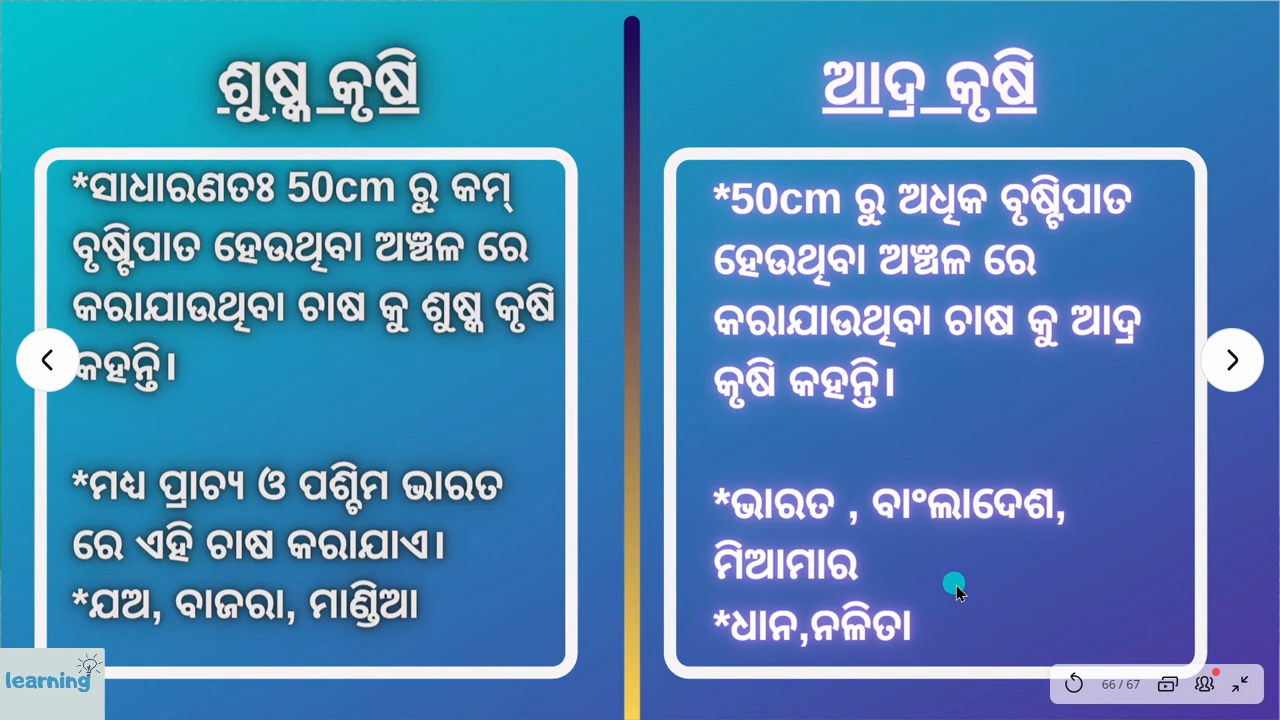 ଶୁଷ୍କ କୃଷି
*ସାଧାରଣତଃ 50cm ରୁ କମ୍
ବୃଷ୍ଟିପାତ ହେଉଥିବା ଅଞ୍ଚଳ ରେ
କରାଯାଉଥିବା ଚାଷ କୁ ଶୁଷ୍କ କୃଷି
କହନ୍ତି।
*ମଧ୍ୟ ପ୍ରାଚ୍ୟ ଓ ପଶ୍ଚିମ ଭାରତ
ରେ ଏହି ଚାଷ କରାଯାଏ।
*ଯଅ, ବାଜରା, ମାଣ୍ଡିଆ
ଆଦ୍ର କୃଷି
*50cm ରୁ ଅଧିକ ବୃଷ୍ଟିପାତ
ହେଉଥିବା ଅଞ୍ଚଳ ରେ
କରାଯାଉଥିବା ଚାଷ କୁ ଆଦ୍ର
କୃଷି କହନ୍ତି।
*ଭାରତ , ବାଂଲାଦେଶ,
ମିଆମାର
*ଧାନ,ନଳିତା
learning
66 / 67